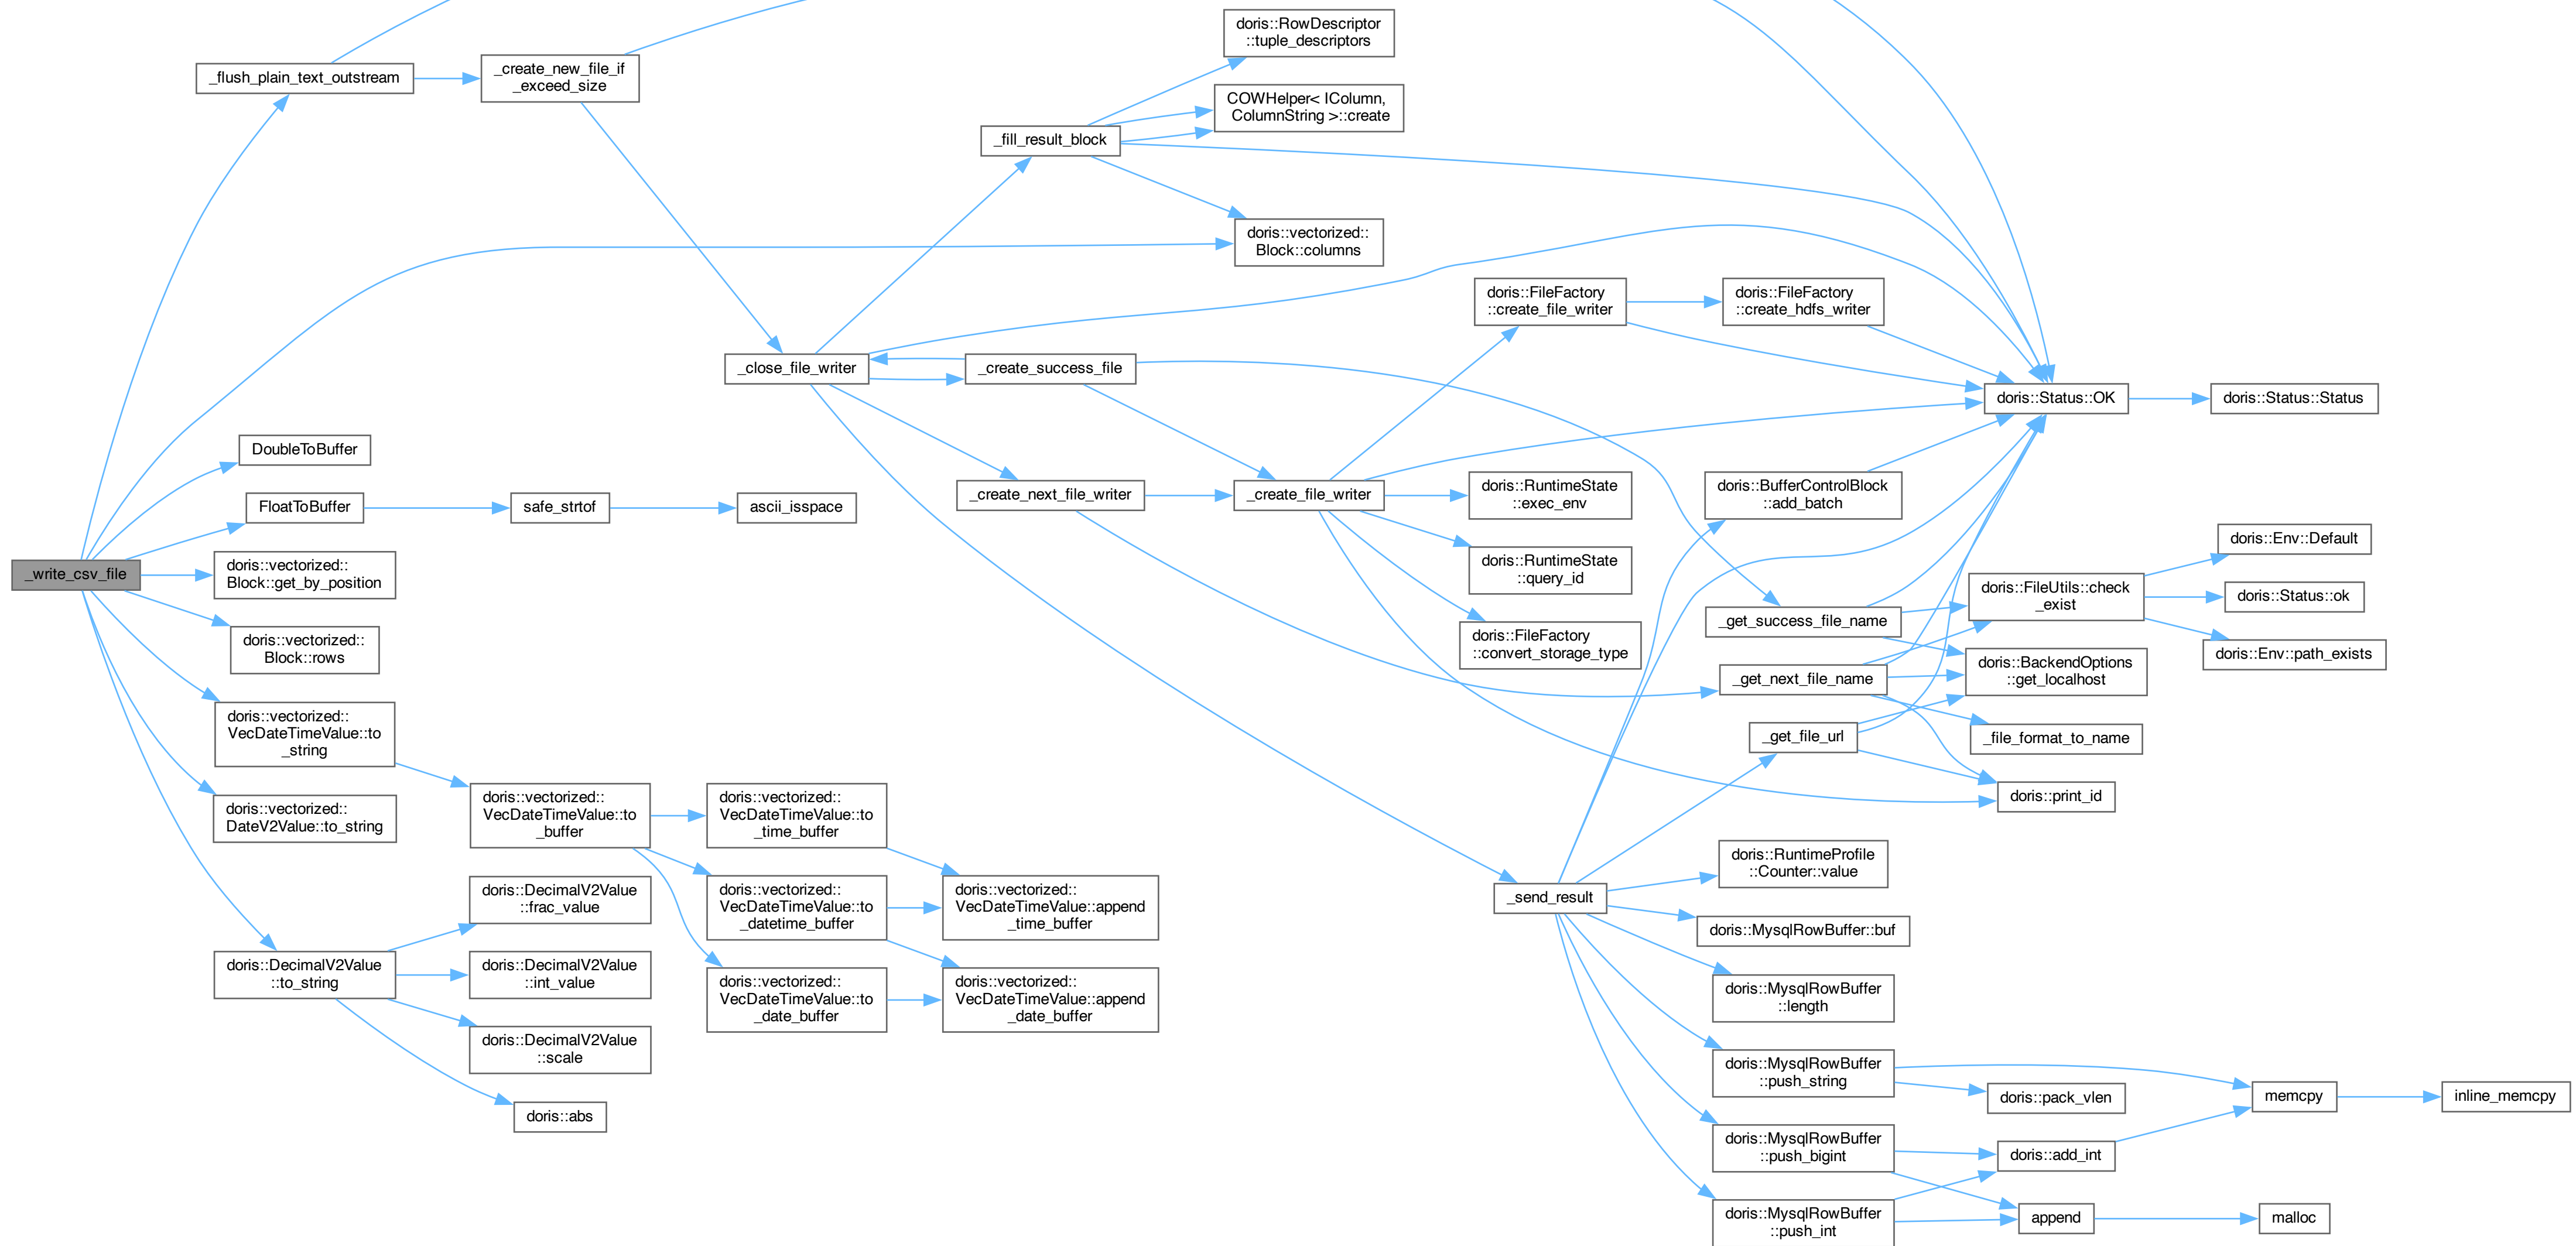 _write_csv_file
_flush_plain_text_outstream
_create_new_file_if
_exceed_size
_close_file_writer
_fill_result_block
doris::RowDescriptor
::tuple_descriptors
COWHelper< IColumn,
ColumnString >::create
doris::vectorized::
Block::columns
_create_success_file
_create_next_file_writer
_create_file_writer
doris::FileFactory
::create_file_writer
doris::FileFactory
::create_hdfs_writer
doris::Status::OK
doris::Status::Status
doris::RuntimeState
::exec_env
doris::RuntimeState
::query_id
doris::FileFactory
::convert_storage_type
doris::BufferControlBlock
::add_batch
_get_success_file_name
_get_next_file_name
_get_file_url
doris::FileUtils::check
_exist
doris::Env::Default
doris::Status::ok
doris::Env::path_exists
doris::BackendOptions
::get_localhost
_file_format_to_name
doris::print_id
_send_result
doris::RuntimeProfile
::Counter::value
doris::MysqlRowBuffer::buf
doris::MysqlRowBuffer
::length
doris::MysqlRowBuffer
::push_string
doris::MysqlRowBuffer
::push_bigint
doris::MysqlRowBuffer
::push_int
doris::pack_vlen
doris::add_int
append
memcpy
inline_memcpy
malloc
DoubleToBuffer
FloatToBuffer
safe_strtof
ascii_isspace
doris::vectorized::
Block::get_by_position
doris::vectorized::
Block::rows
doris::vectorized::
VecDateTimeValue::to
_string
doris::vectorized::
DateV2Value::to_string
doris::vectorized::
VecDateTimeValue::to
_buffer
doris::vectorized::
VecDateTimeValue::to
_time_buffer
doris::vectorized::
VecDateTimeValue::to
_datetime_buffer
doris::vectorized::
VecDateTimeValue::to
_date_buffer
doris::vectorized::
VecDateTimeValue::append
_time_buffer
doris::vectorized::
VecDateTimeValue::append
_date_buffer
doris::DecimalV2Value
::to_string
doris::DecimalV2Value
::frac_value
doris::DecimalV2Value
::int_value
doris::DecimalV2Value
::scale
doris::abs